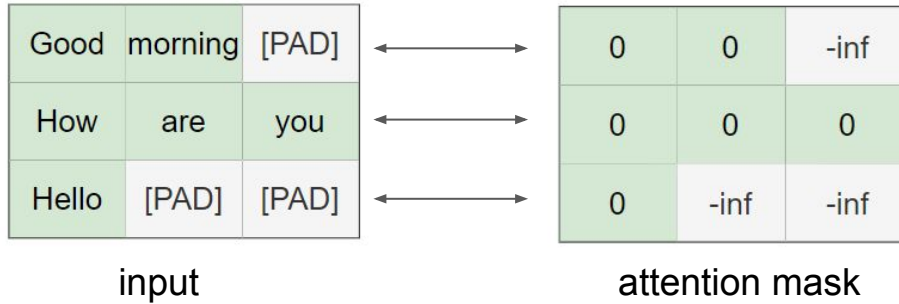 Good morning [PAD] 0 0 -inf
How are you 0 0 0
Hello [PAD] [PAD] 0 -inf -inf
input attention mask